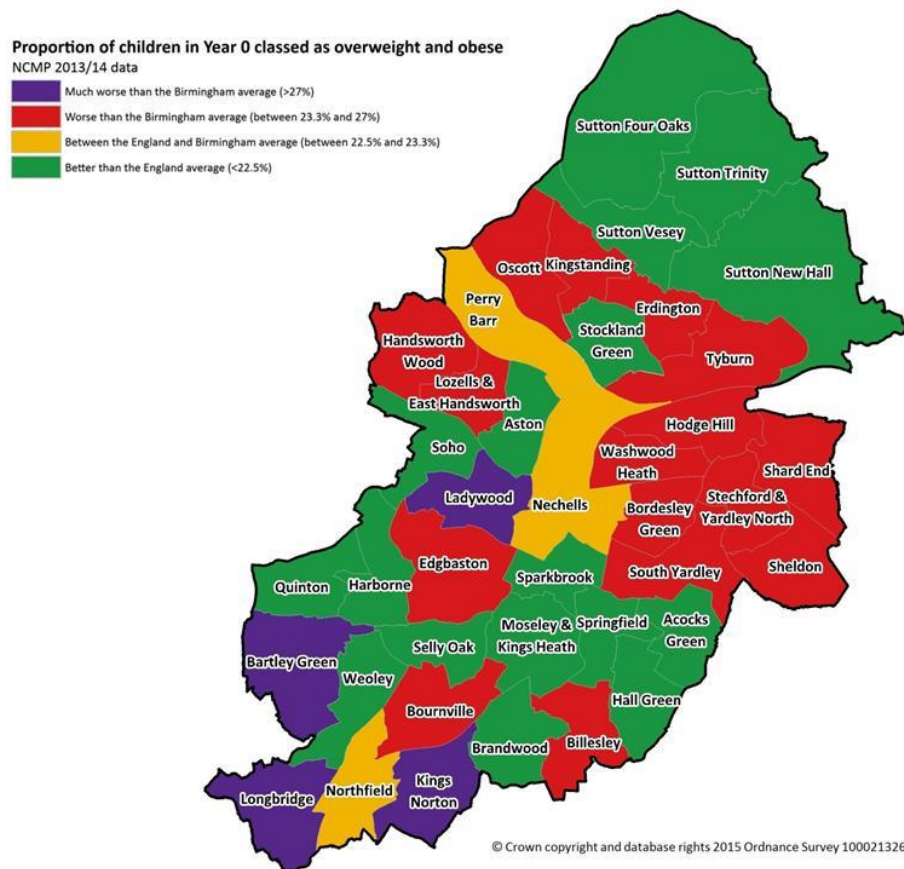 Proportion of children in Year 0 classed as overweight and obese
NCMP 2013/14 data
Much worse than the Birmingham average (>27%)
Worse than the Birmingham average (between 23.3% and 27%)
Between the England and Birmingham average (between 22.5% and 23.3%)
Better than the England average (<22.5%)
Sutton Four Oaks
Sutton Trinity
Sutton Vesey
Sutton New Hall
Oscott
Kingstanding
Perry
Barr
Erdington
Stockland
Green
Tyburn
Handsworth
Wood
Lozells &
East Handsworth
Aston
Hodge Hill
Soho
Washwood
Heath
Shard End
Ladywood
Nechells
Bordesley
Green
Stechford &
Yardley North
Edgbaston
Sparkbrook
South Yardley
Sheldon
Quinton
Harborne
Moseley &
Kings Heath
Springfield
Acocks
Green
Selly Oak
Bartley Green
Weoley
Hall Green
Bournville
Brandwood
Billesley
Longbridge
Northfield
Kings
Norton
© Crown copyright and database rights 2015 Ordnance Survey 100021326